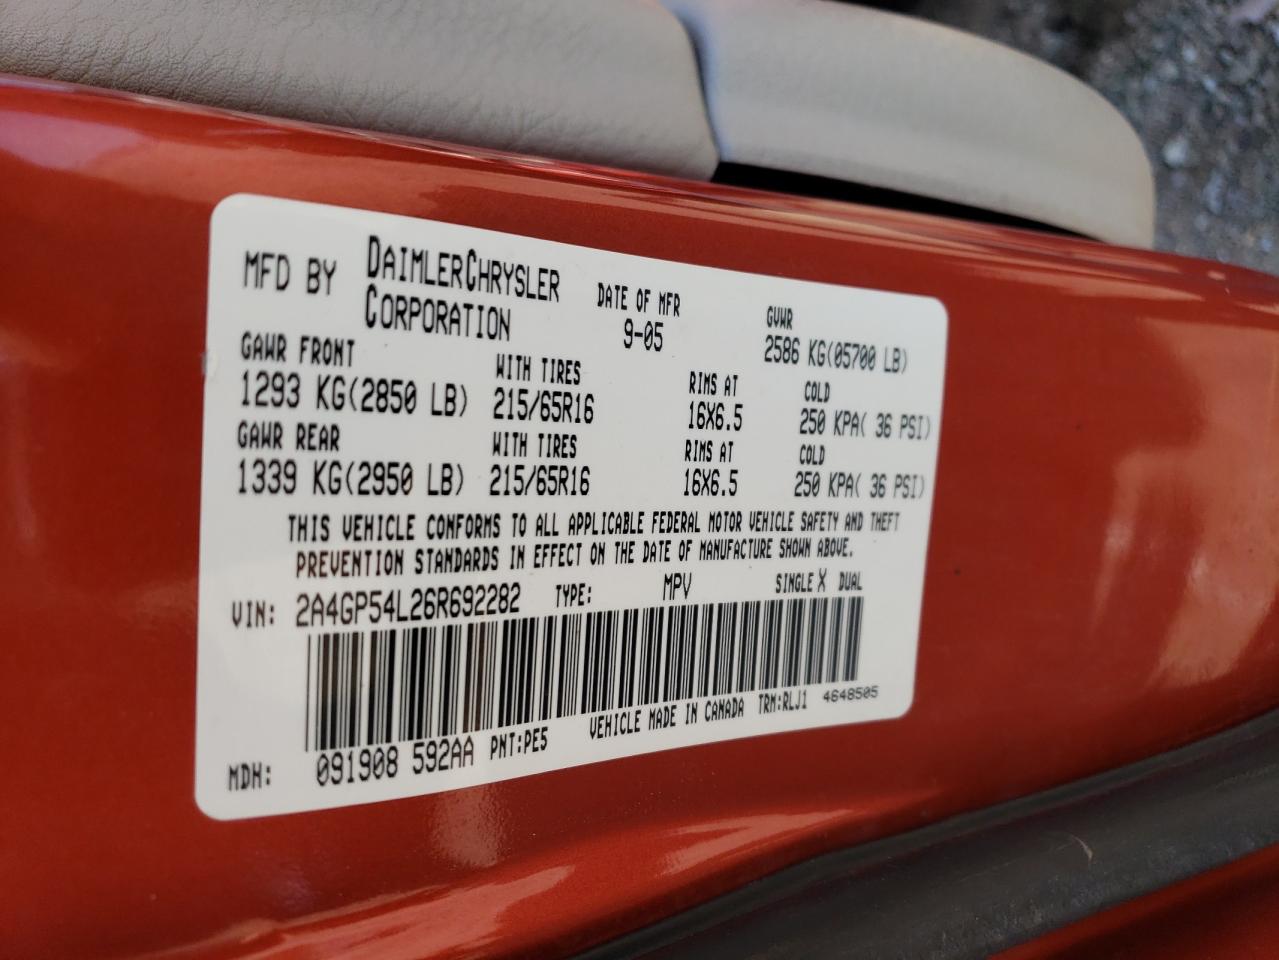 MFD BY DAIMLERCHRYSLER CORPORATION
DATE OF MFR 9-05
GVWR 2586 KG(05700 LB)
GAWR FRONT WITH TIRES RIMS AT COLD
1293 KG(2850 LB) 215/65R16 16X6.5 250 KPA( 36 PSI)
GAWR REAR WITH TIRES RIMS AT COLD
1339 KG(2950 LB) 215/65R16 16X6.5 250 KPA( 36 PSI)
THIS VEHICLE CONFORMS TO ALL APPLICABLE FEDERAL MOTOR VEHICLE SAFETY AND THEFT
PREVENTION STANDARDS IN EFFECT ON THE DATE OF MANUFACTURE SHOWN ABOVE.
VIN: 2A4GP54L26R692282 TYPE: MPV SINGLE X DUAL
MDH: 091908 592AA PNT:PE5 VEHICLE MADE IN CANADA TRM:RLJ1 4648505